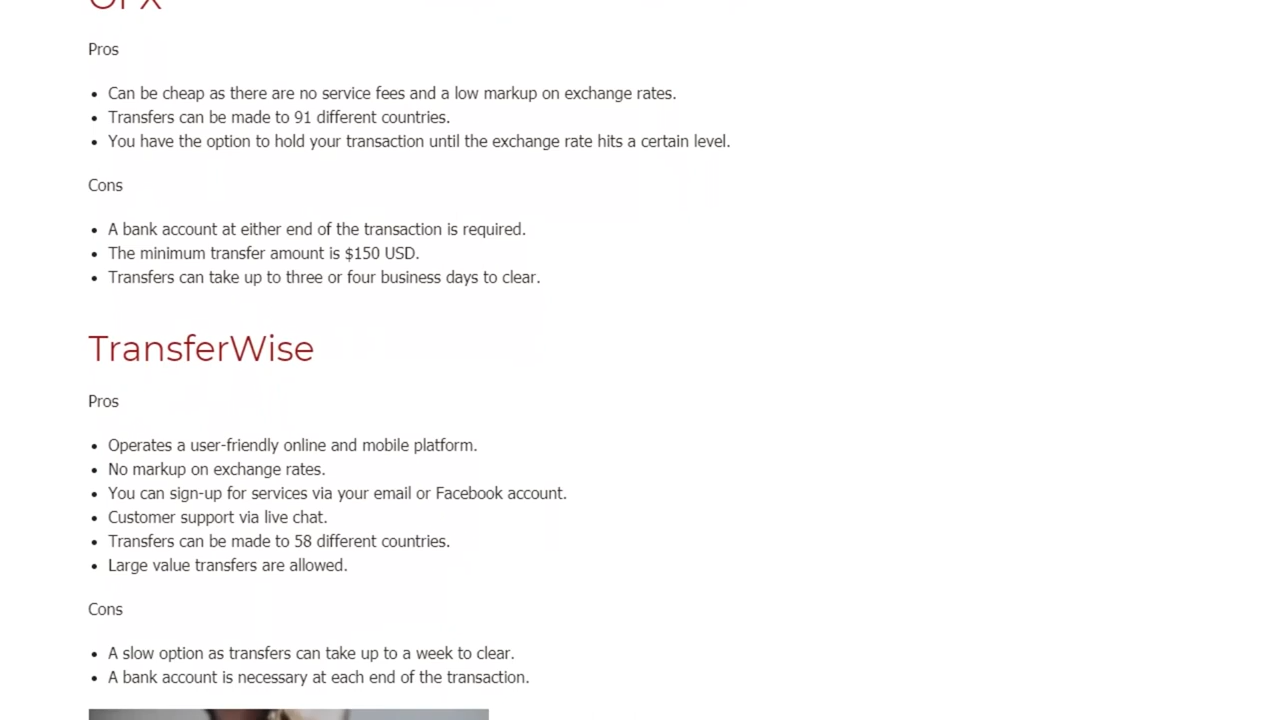 Pros
Can be cheap as there are no service fees and a low markup on exchange rates.
Transfers can be made to 91 different countries.
You have the option to hold your transaction until the exchange rate hits a certain level.
Cons
A bank account at either end of the transaction is required.
The minimum transfer amount is $150 USD.
Transfers can take up to three or four business days to clear.
TransferWise
Pros
Operates a user-friendly online and mobile platform.
No markup on exchange rates.
You can sign-up for services via your email or Facebook account.
Customer support via live chat.
Transfers can be made to 58 different countries.
Large value transfers are allowed.
Cons
A slow option as transfers can take up to a week to clear.
A bank account is necessary at each end of the transaction.